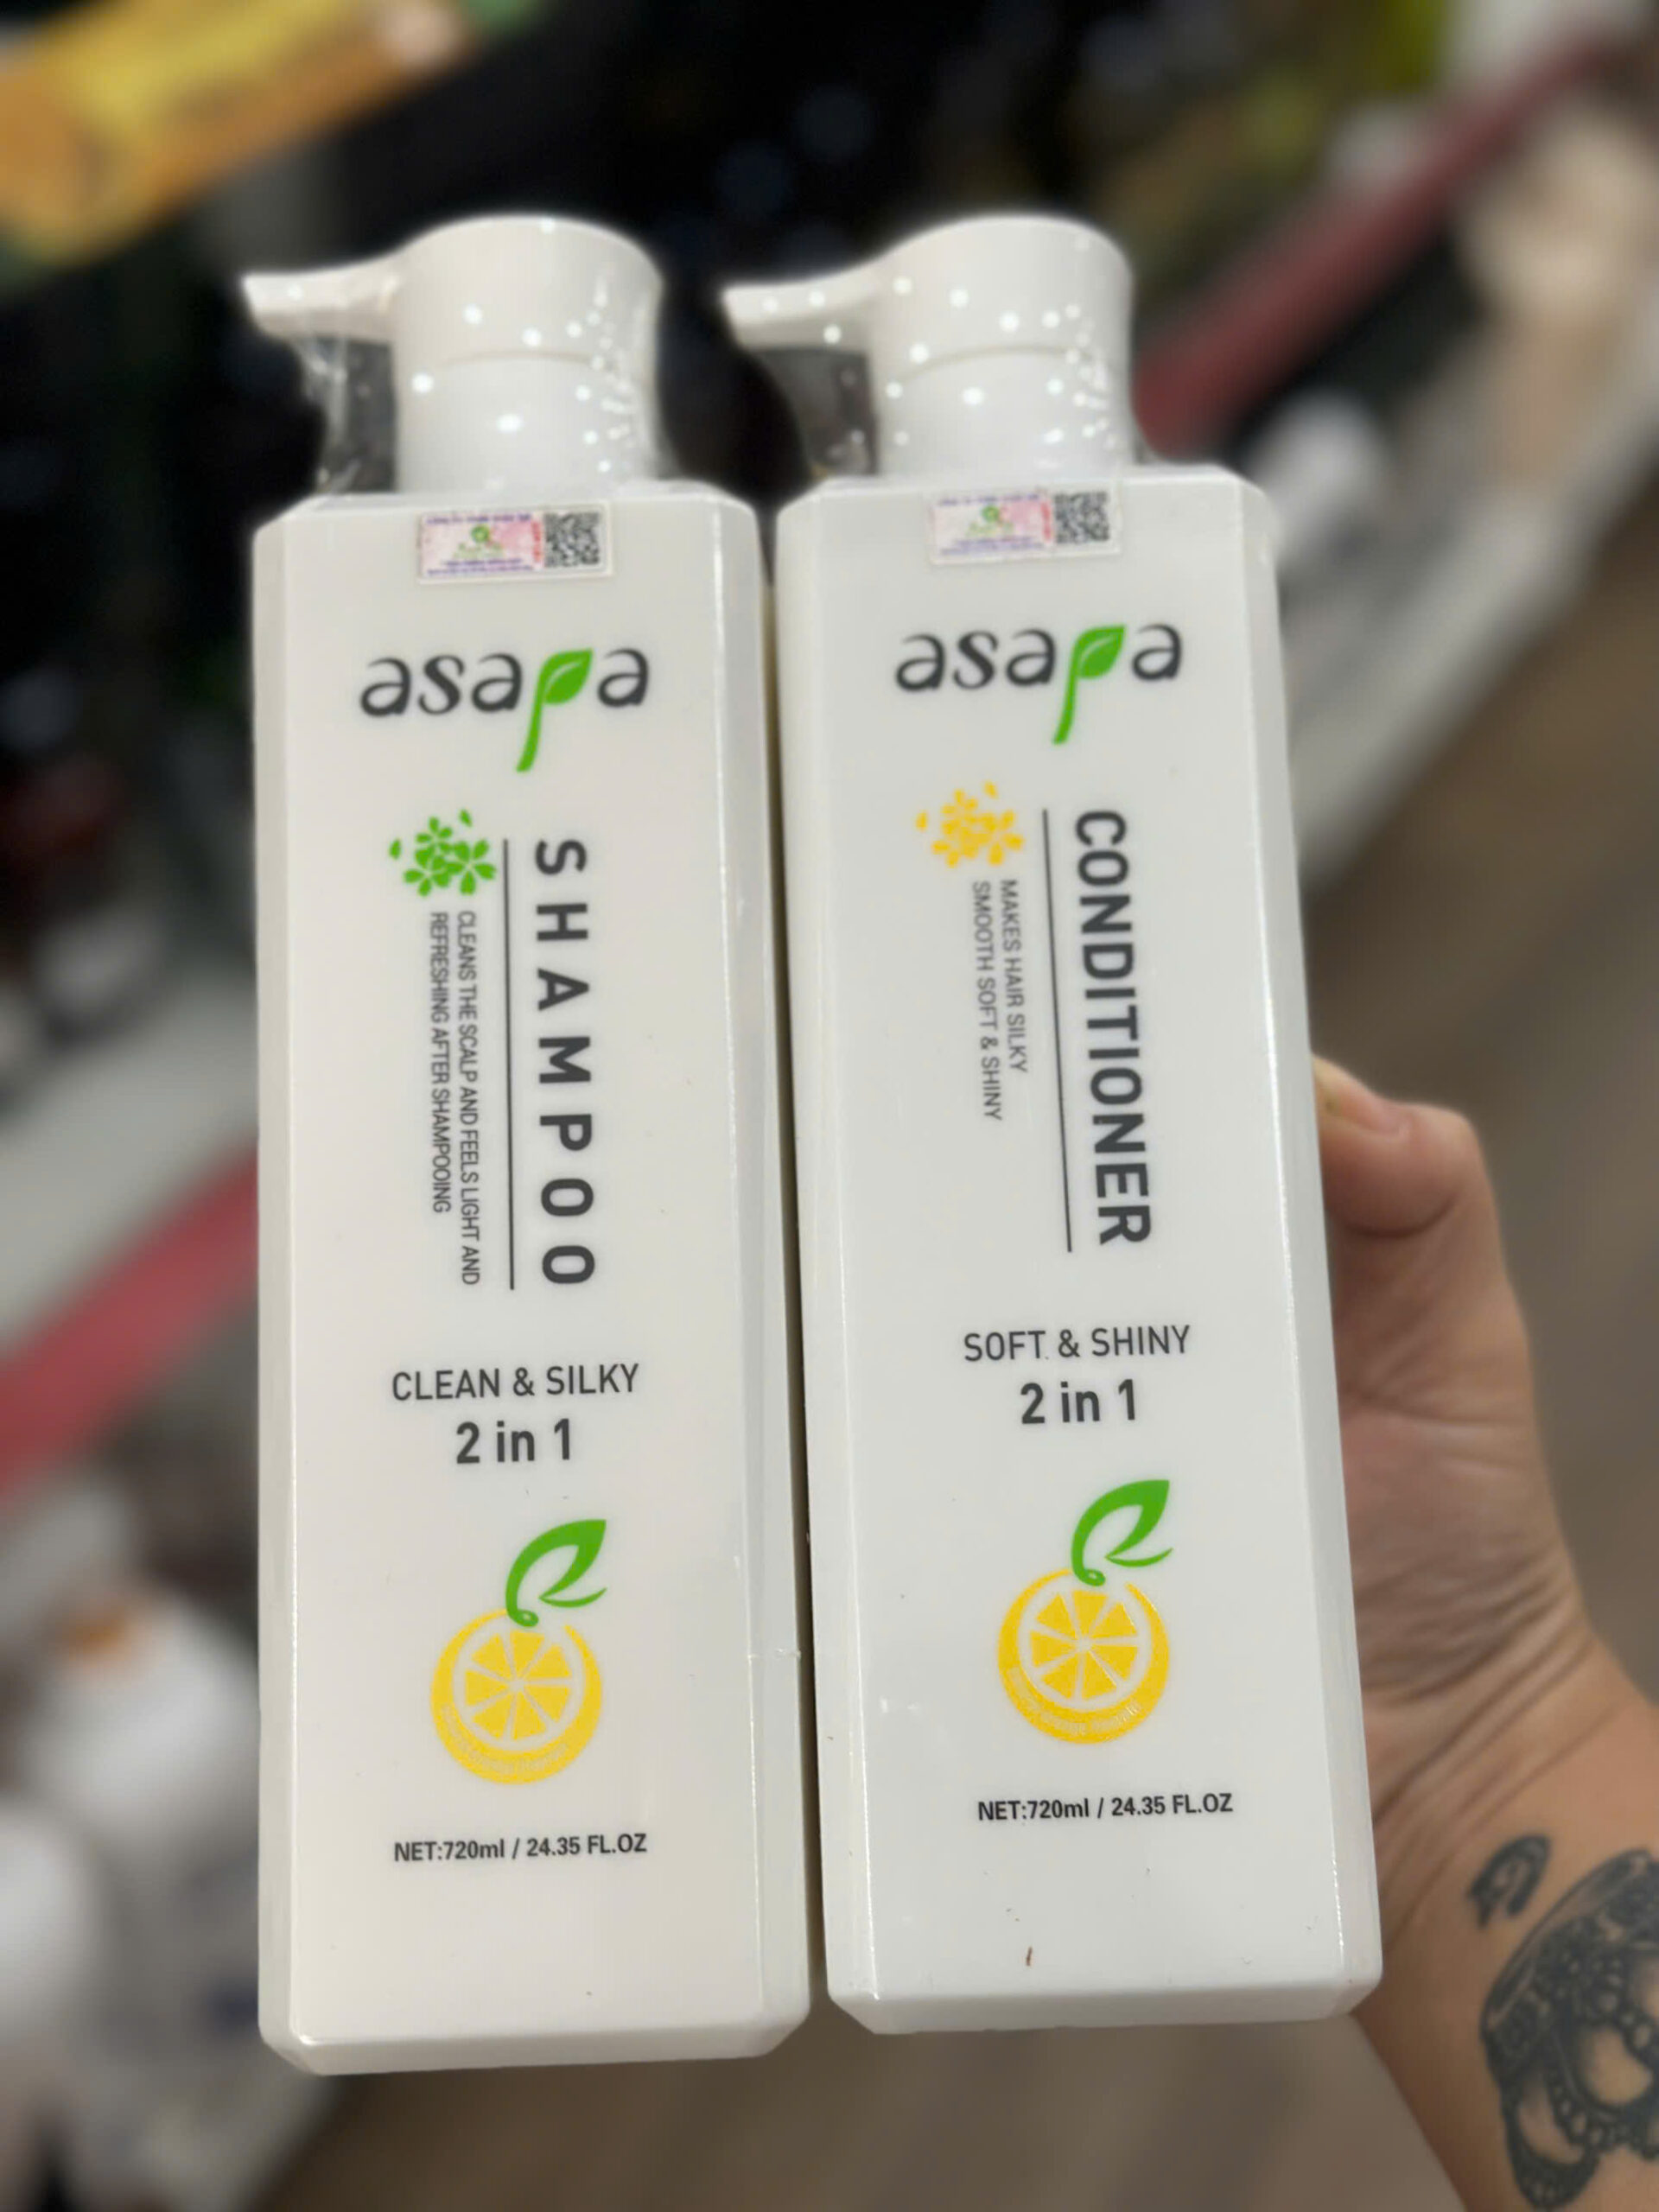 asapa
SHAMPOO
CLEANS THE SCALP AND FEELS LIGHT AND
REFRESHING AFTER SHAMPOOING
CLEAN & SILKY
2 in 1
NET:720ml / 24.35 FL.OZ
asapa
CONDITIONER
MAKES HAIR SILKY
SMOOTH SOFT & SHINY
SOFT & SHINY
2 in 1
NET:720ml / 24.35 FL.OZ